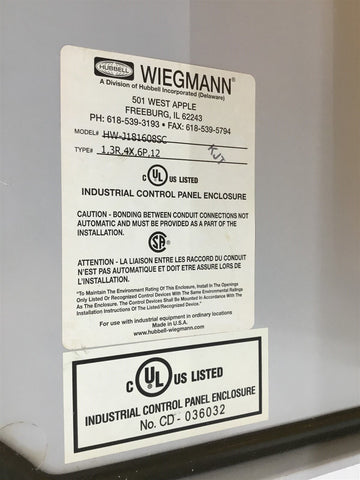 HUBBELL
WIEGMANN®
A Division of Hubbell Incorporated (Delaware)
501 WEST APPLE
FREEBURG, IL 62243
PH: 618-539-3193 • FAX: 618-539-5794
MODEL# HW-J181608SC
TYPE# 1,3R,4X,6P,12
C UL US LISTED
INDUSTRIAL CONTROL PANEL ENCLOSURE
CAUTION - BONDING BETWEEN CONDUIT CONNECTIONS NOT
AUTOMATIC AND MUST BE PROVIDED AS A PART OF THE
INSTALLATION.
SA
ATTENTION - LA LIAISON ENTRE LES RACCORD DU CONDUIT
N'EST PAS AUTOMATIQUE ET DOIT ETRE ASSURE LORS DE
L'INSTALLATION.
"To Maintain the Environment Rating Of This Enclosure, Install in the Openings
Only Listed Or Recognized Control Devices With The Same Environmental Ratings
As The Enclosure. The Control Devices Shall Be Mounted In Accordance With The
Installation Instructions Of The Listed/Recognized Device."
For use with industrial equipment in ordinary locations
Made in U.S.A.
www.hubbell-wiegmann.com
C UL US LISTED
INDUSTRIAL CONTROL PANEL ENCLOSURE
No. CD - 036032